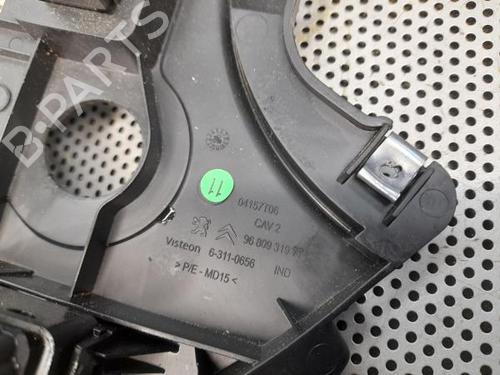 B-PARTS
11
04157T06
CAV 2
96 809 319
Visteon 6-311-0656 IND
> P/E - MD15 <